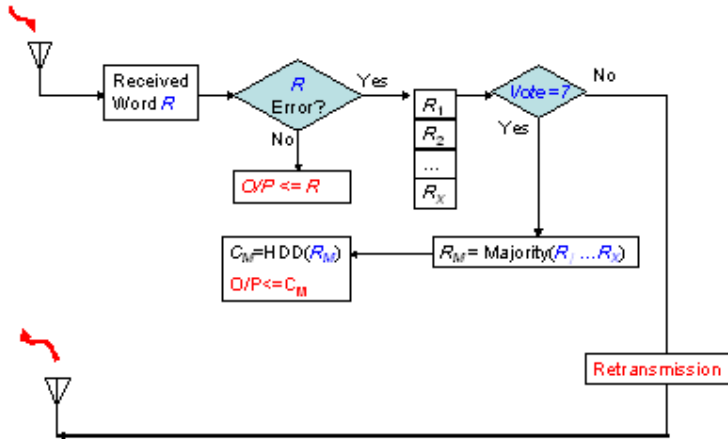 Received
Word R
R
Error?
Yes
No
O/P <= R
R1
R2
...
RX
Vote=7
No
Yes
RM = Majority(R1 ...RX)
CM=HDD(RM)
O/P<=CM
Retransmission